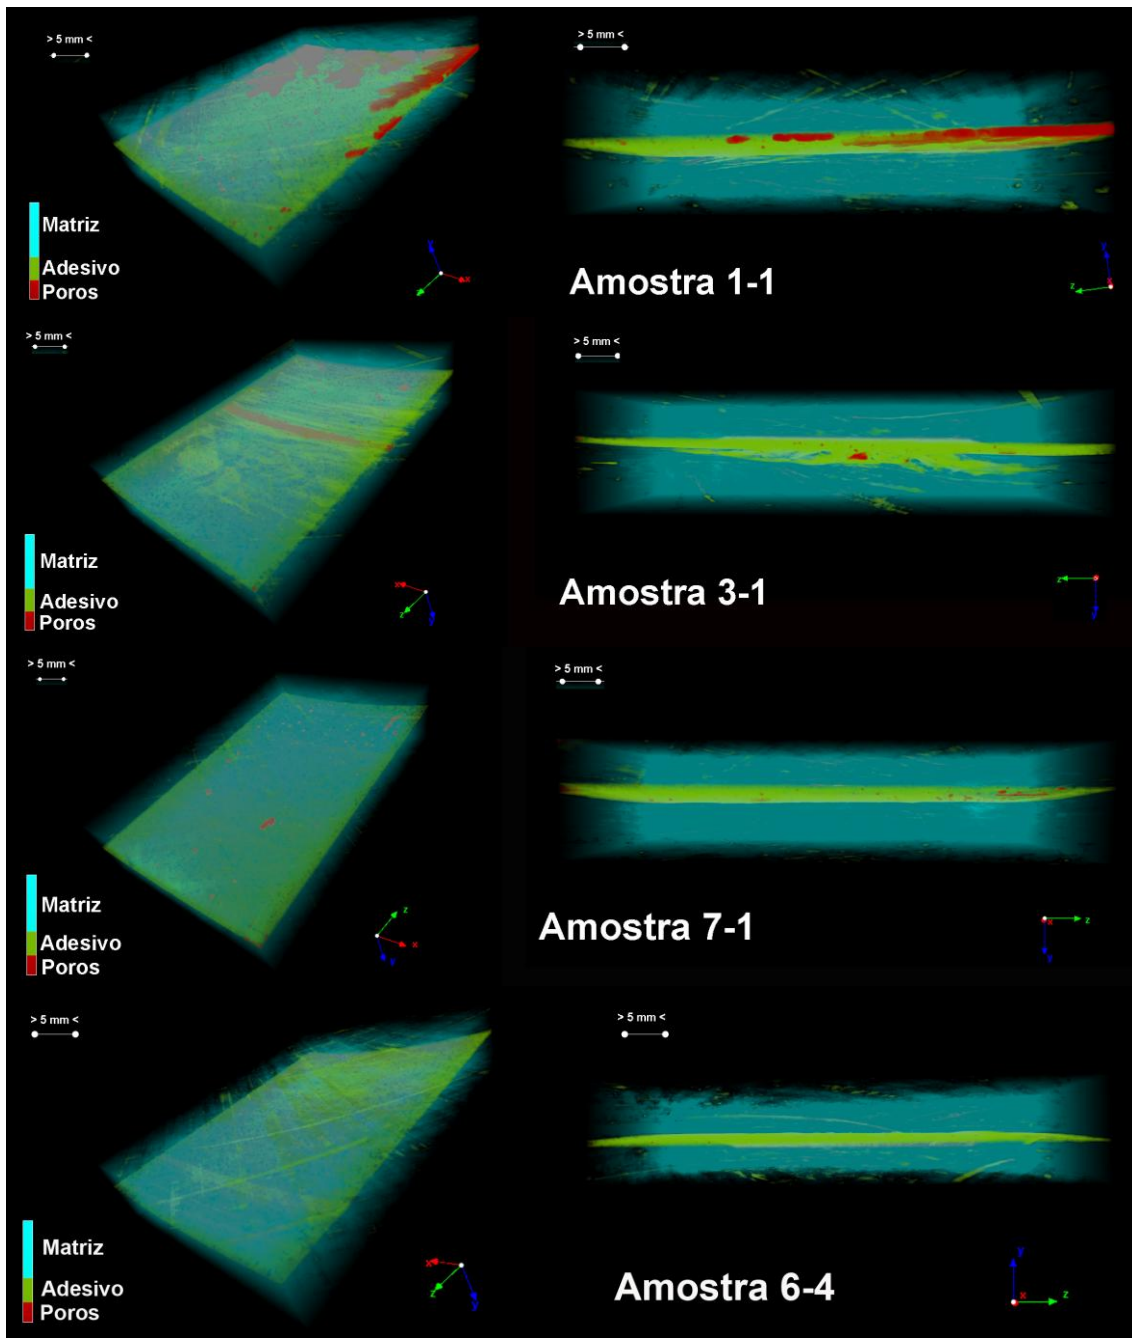 > 5 mm <
> 5 mm <
Matriz
Adesivo
Poros
y
x
z
Amostra 1-1
y
z
x
> 5 mm <
> 5 mm <
Matriz
Adesivo
Poros
x
z
y
Amostra 3-1
z
x
y
> 5 mm <
> 5 mm <
Matriz
Adesivo
Poros
z
x
y
Amostra 7-1
x
z
y
> 5 mm <
> 5 mm <
Matriz
Adesivo
Poros
x
z
y
Amostra 6-4
y
x
z